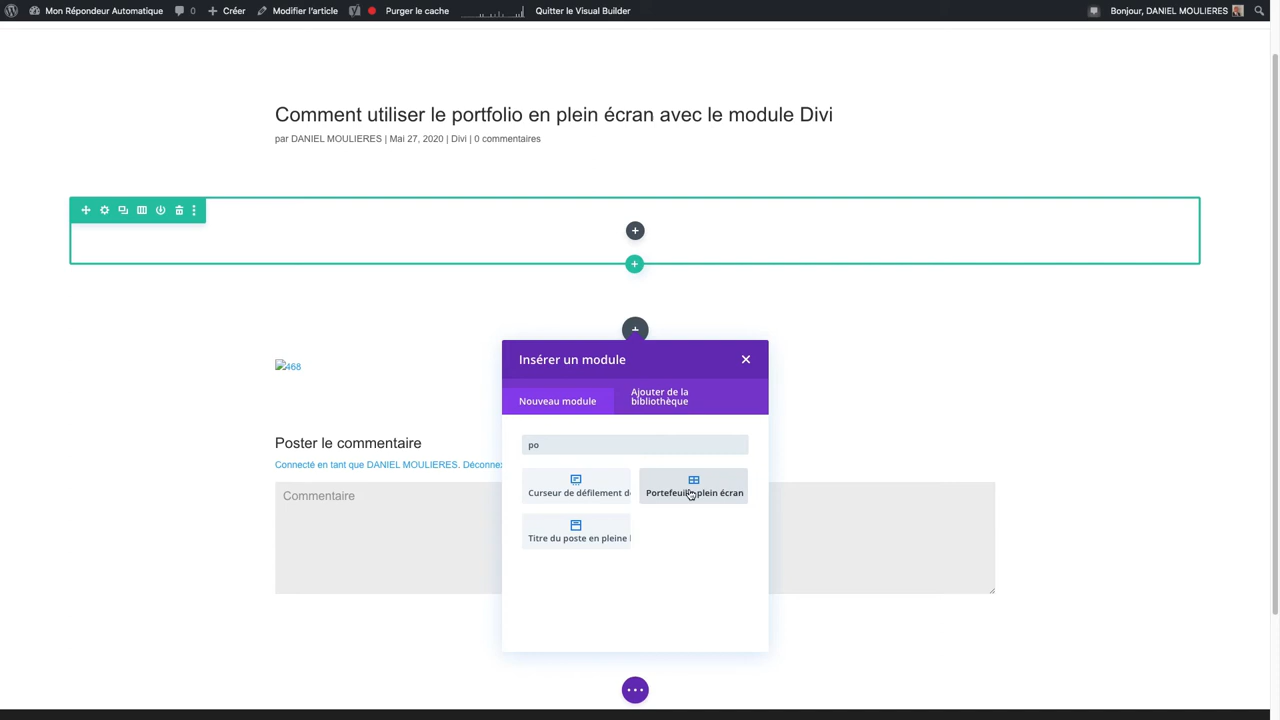 Mon Répondeur Automatique 0 Créer Modifier l'article Purger le cache Quitter le Visual Builder Bonjour, DANIEL MOULIERES
Comment utiliser le portfolio en plein écran avec le module Divi
par DANIEL MOULIERES | Mai 27, 2020 | Divi | 0 commentaires
Insérer un module
468
Nouveau module
Ajouter de la
bibliothèque
Poster le commentaire
po
Connecté en tant que DANIEL MOULIERES.
Commentaire
Curseur de défilement
Portefeuille plein écran
Titre du poste en pleine